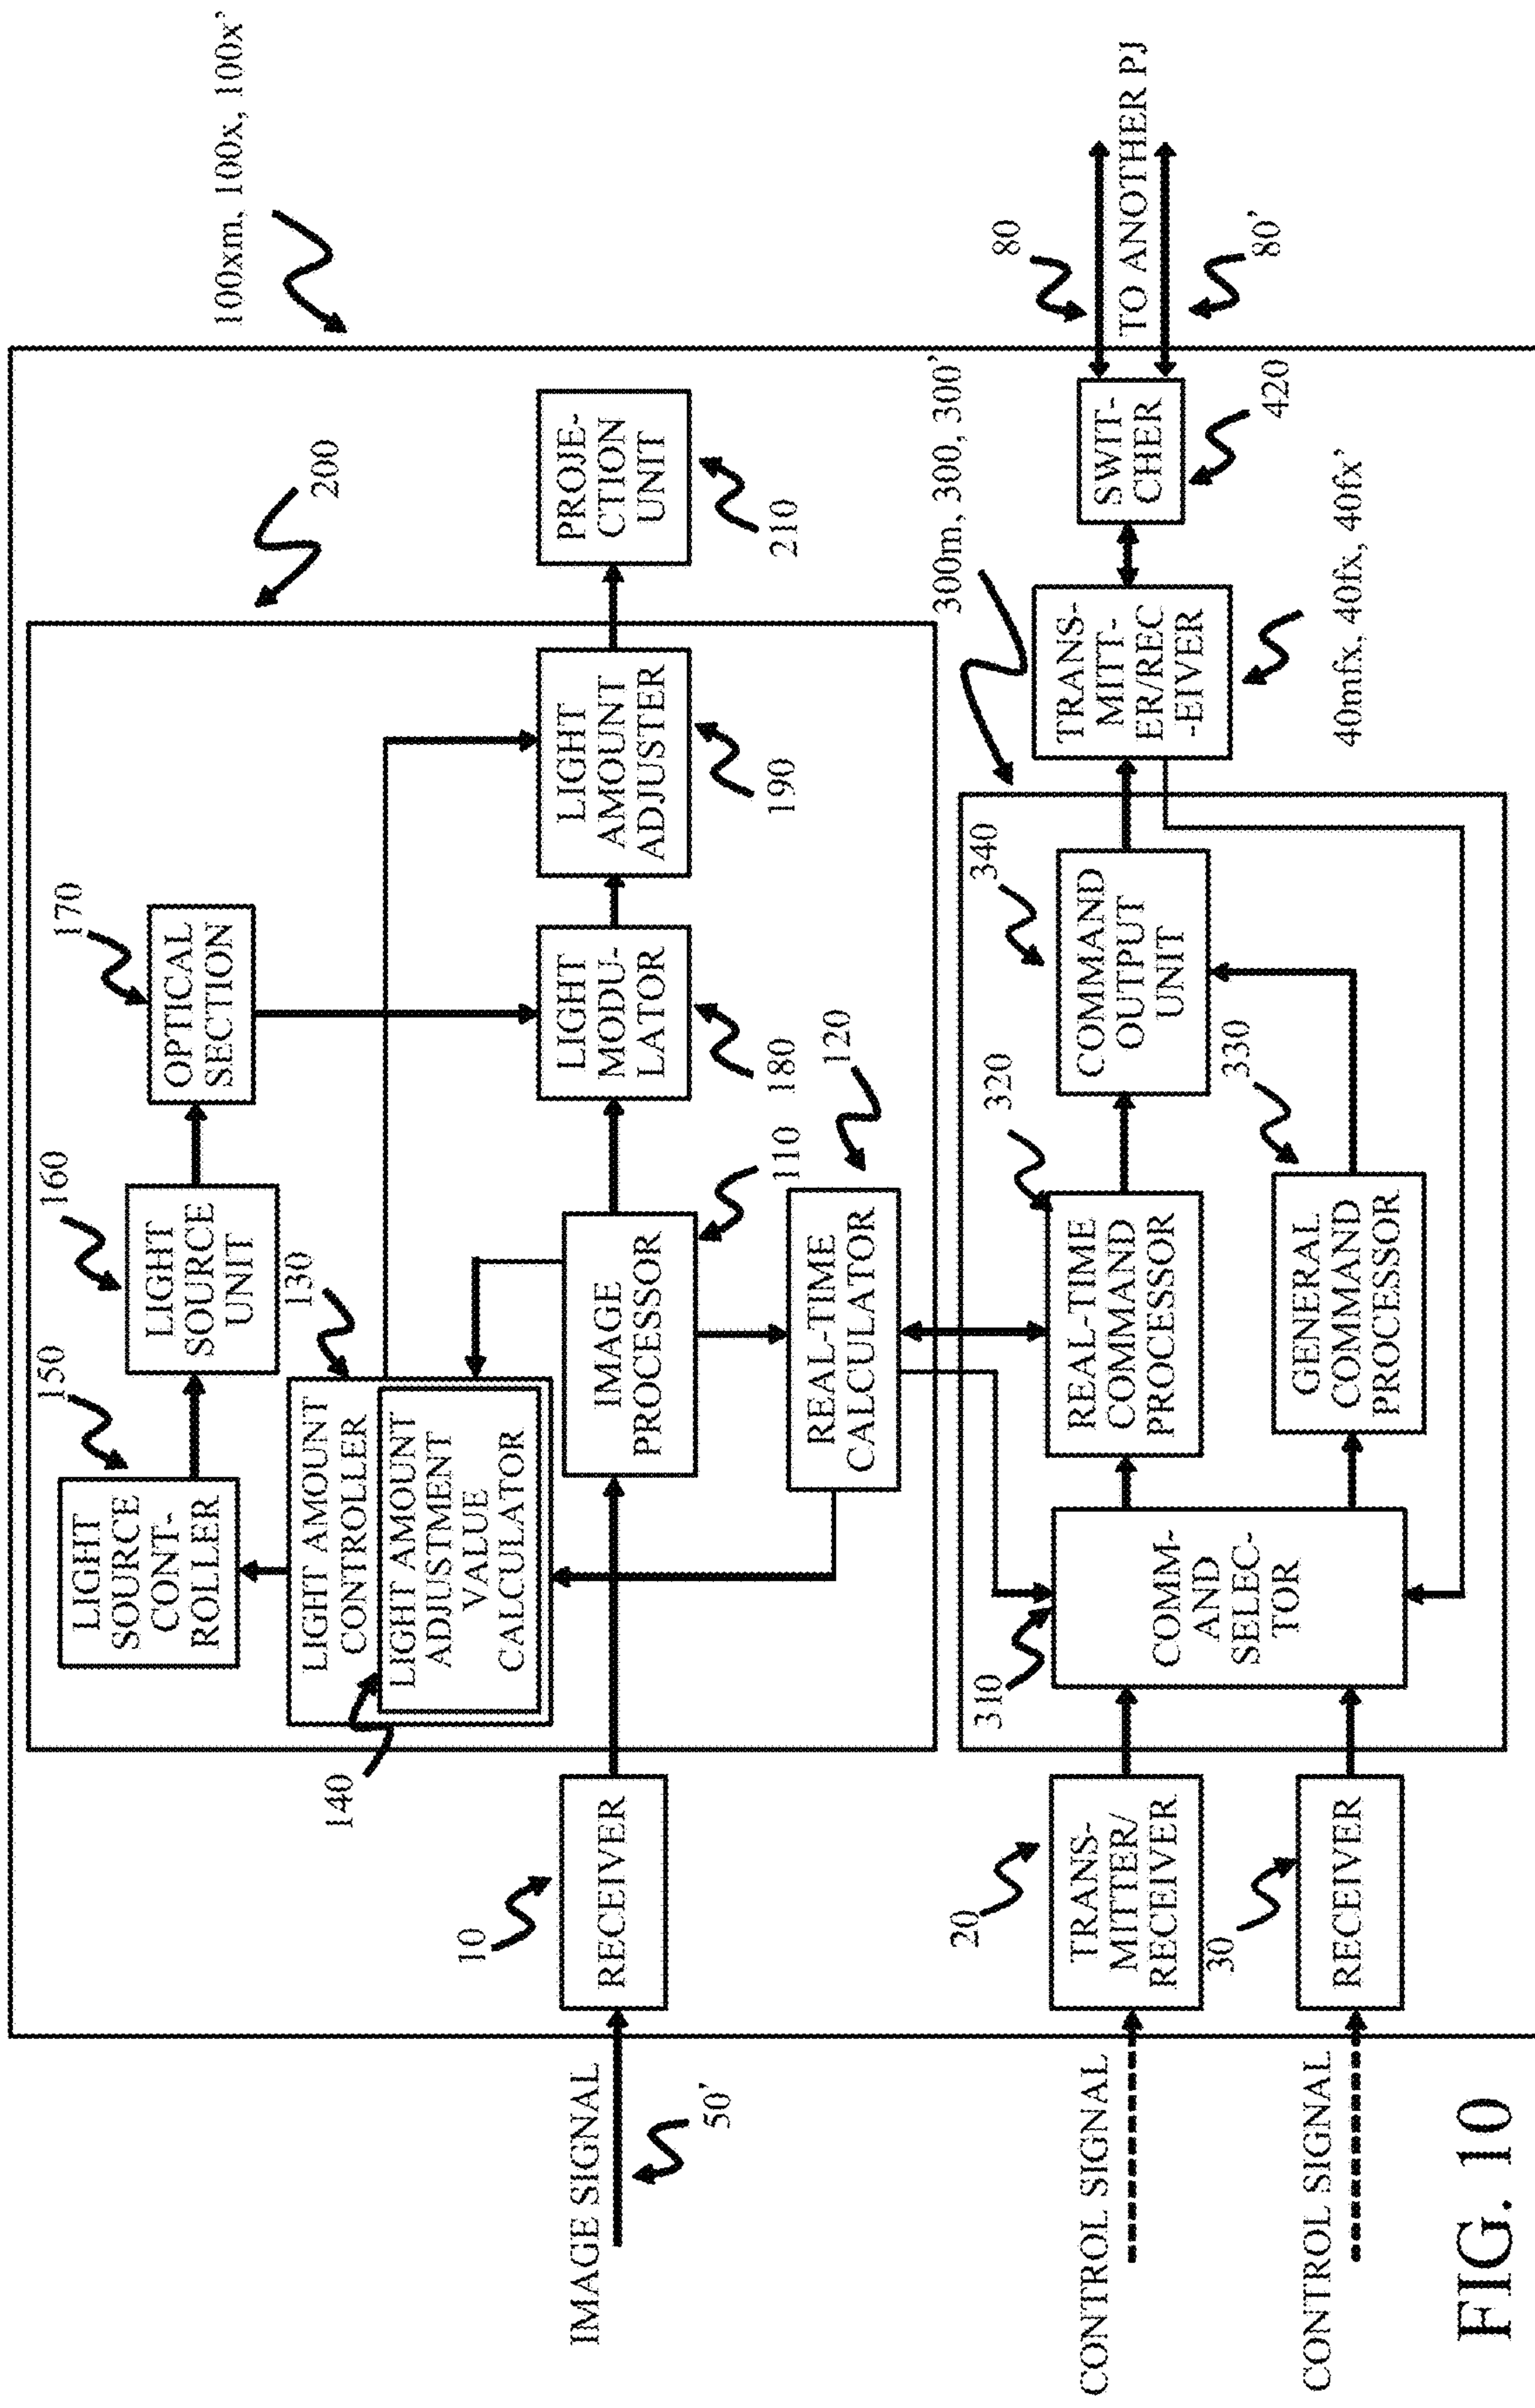 100xm, 100x, 100x'
200
150
160
170
LIGHT
SOURCE
CONT-
ROLLER
LIGHT
SOURCE
UNIT
OPTICAL
SECTION
130
LIGHT AMOUNT
CONTROLLER
LIGHT AMOUNT
ADJUSTMENT
VALUE
CALCULATOR
140
10
IMAGE SIGNAL
50'
RECEIVER
IMAGE
PROCESSOR
110
LIGHT
MODU-
LATOR
180
LIGHT
AMOUNT
ADJUSTER
190
PROJE-
CTION
UNIT
210
REAL-TIME
CALCULATOR
120
300m, 300, 300'
310
320
340
20
CONTROL SIGNAL
TRANS-
MITTER/
RECEIVER
COMM-
AND
SELEC-
TOR
REAL-TIME
COMMAND
PROCESSOR
COMMAND
OUTPUT
UNIT
TRANS-
MITT-
ER/REC
-EIVER
40mfx, 40fx, 40fx'
SWIT-
CHER
420
80
TO ANOTHER PJ
80'
30
CONTROL SIGNAL
RECEIVER
330
GENERAL
COMMAND
PROCESSOR
FIG. 10